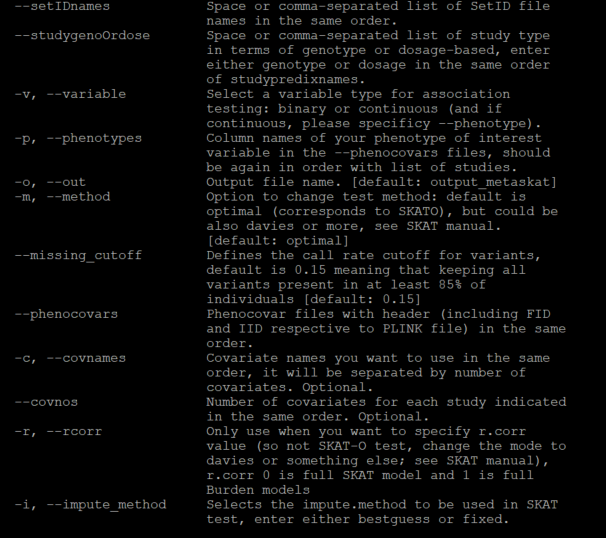 --setIDnames Space or comma-separated list of SetID file
names in the same order.
--studygenoOrdose Space or comma-separated list of study type
in terms of genotype or dosage-based, enter
either genotype or dosage in the same order
of studypredixnames.
-v, --variable Select a variable type for association
testing: binary or continuous (and if
continuous, please specificy --phenotype).
-p, --phenotypes Column names of your phenotype of interest
variable in the --phenocovars files, should
be again in order with list of studies.
-o, --out Output file name. [default: output_metaskat]
-m, --method Option to change test method: default is
optimal (corresponds to SKATO), but could be
also davies or more, see SKAT manual.
[default: optimal]
--missing_cutoff Defines the call rate cutoff for variants,
default is 0.15 meaning that keeping all
variants present in at least 85% of
individuals [default: 0.15]
--phenocovars Phenocovar files with header (including FID
and IID respective to PLINK file) in the same
order.
-c, --covnames Covariate names you want to use in the same
order, it will be separated by number of
covariates. Optional.
--covnos Number of covariates for each study indicated
in the same order. Optional.
-r, --rcorr Only use when you want to specify r.corr
value (so not SKAT-O test, change the mode to
davies or something else; see SKAT manual),
r.corr 0 is full SKAT model and 1 is full
Burden models
-i, --impute_method Selects the impute.method to be used in SKAT
test, enter either bestguess or fixed.